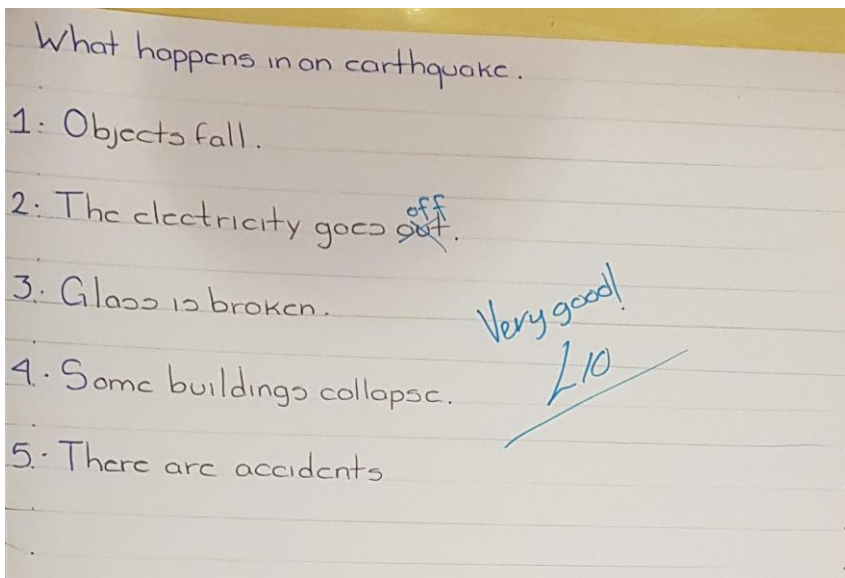 What happens in an earthquake.
1: Objects fall.
off
2: The electricity goes out.
3: Glass is broken.
Very good!
4. Some buildings collapse.
10
5. There are accidents